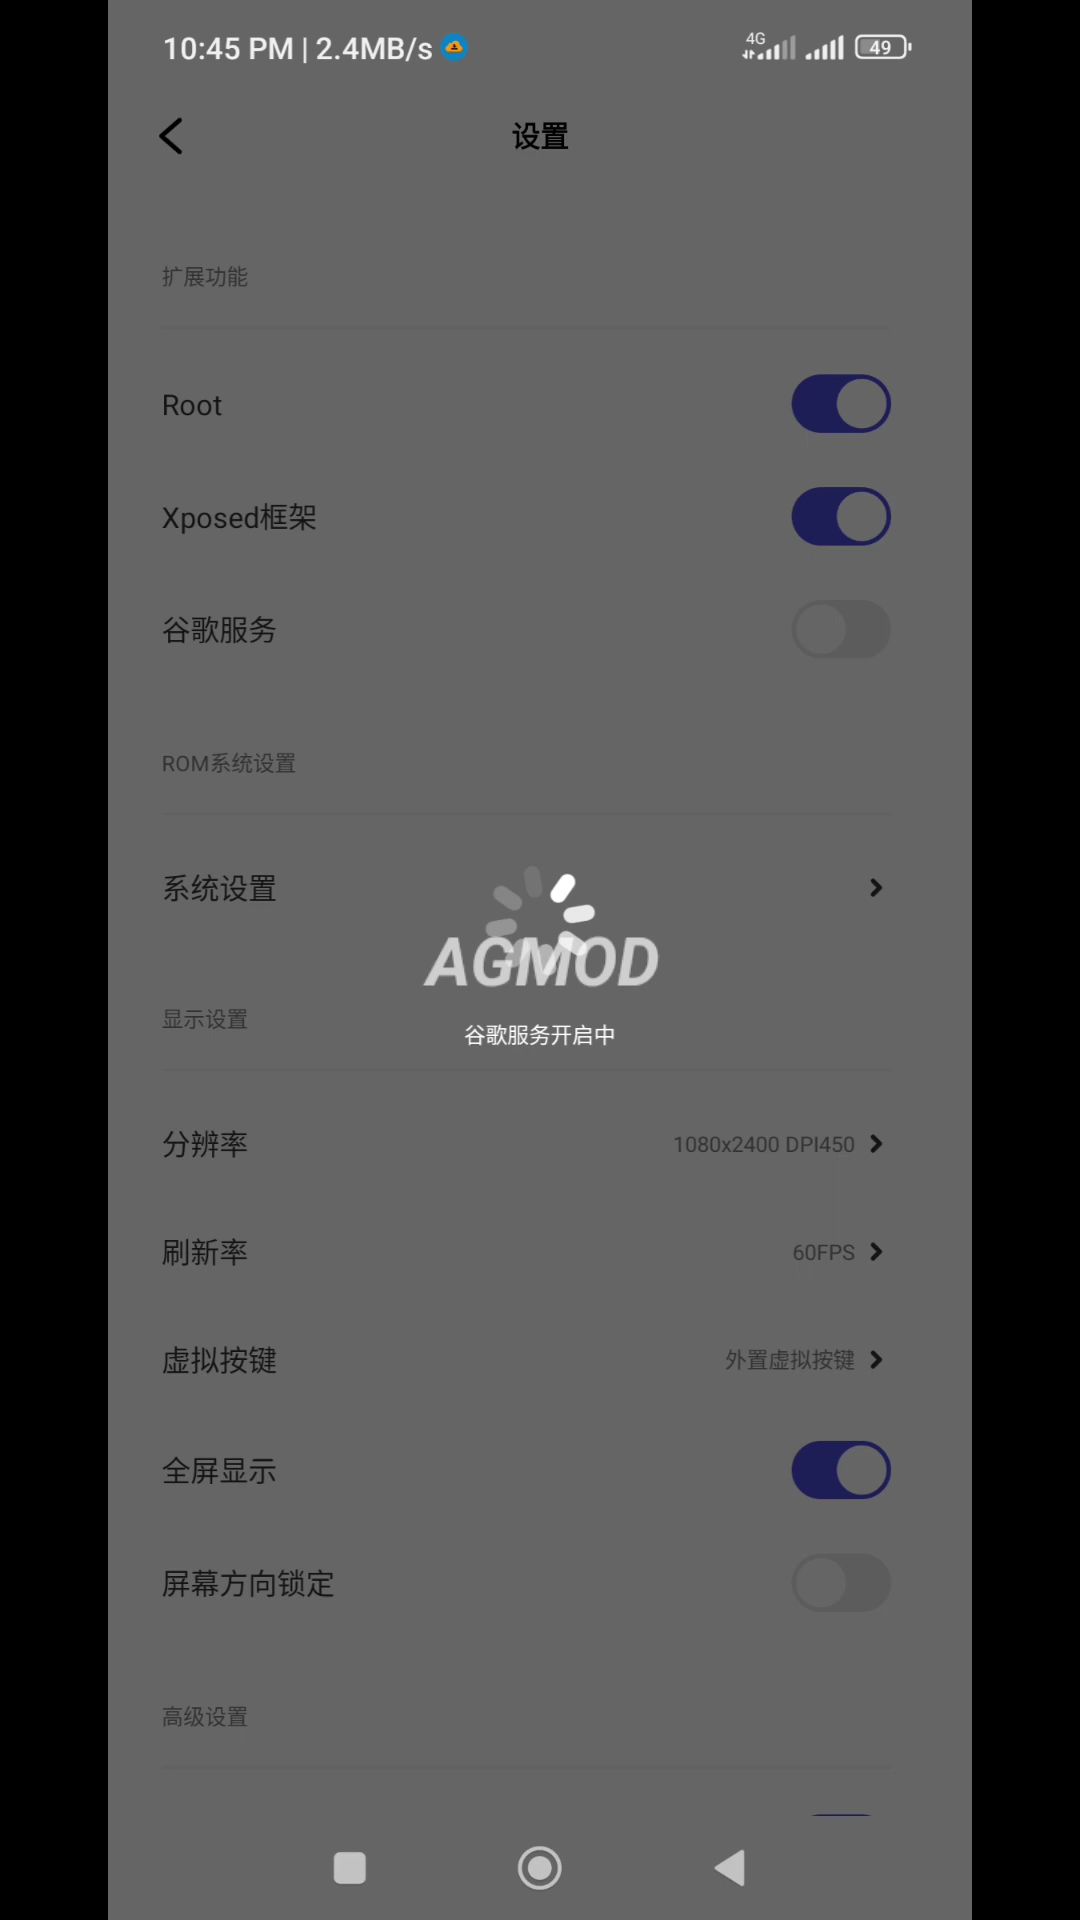 10:45 PM | 2.4MB/s
4G
49
设置
扩展功能
Root
Xposed框架
谷歌服务
ROM系统设置
系统设置
AGMOD
谷歌服务开启中
显示设置
分辨率 1080x2400 DPI450
刷新率 60FPS
虚拟按键 外置虚拟按键
全屏显示
屏幕方向锁定
高级设置